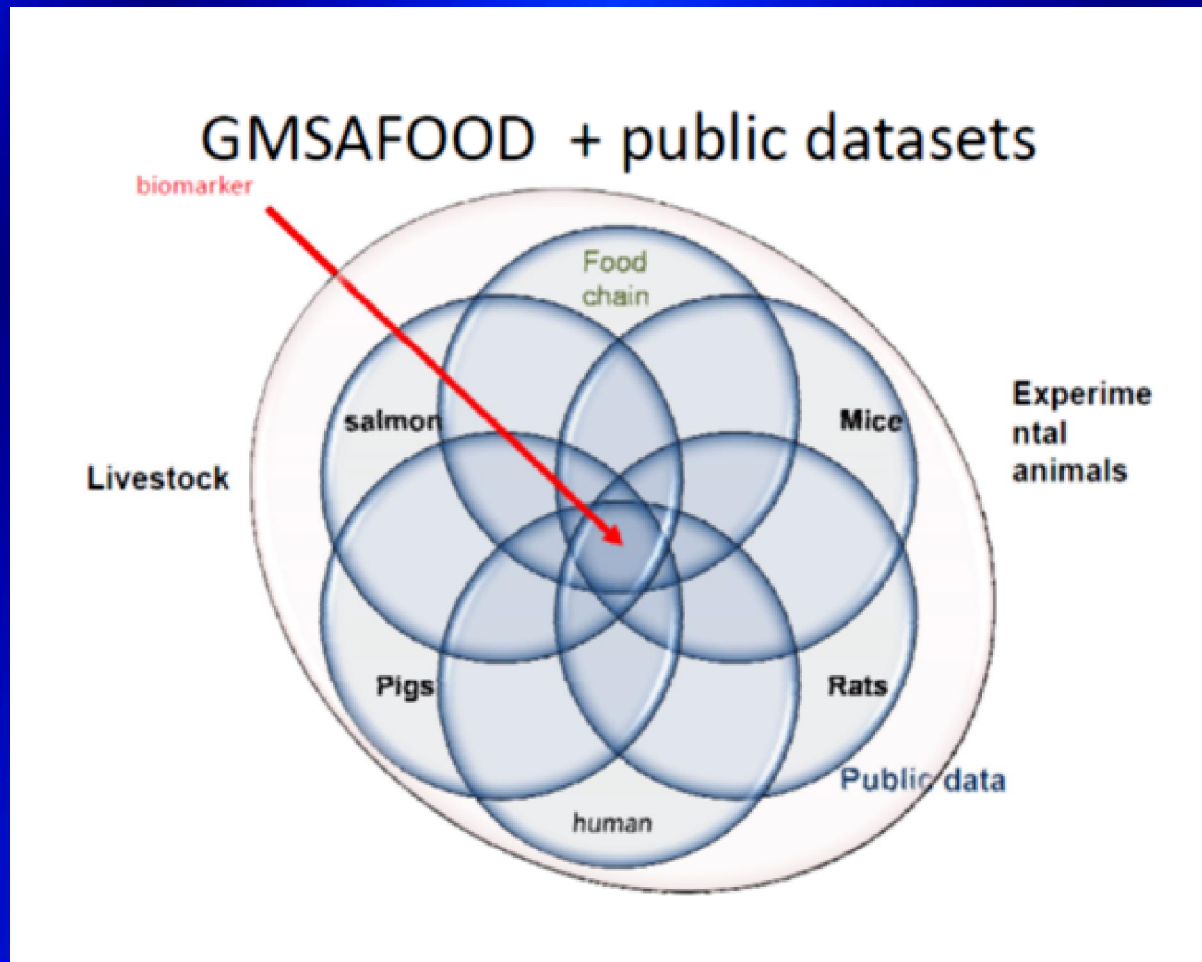 GMSAFOOD + public datasets
biomarker
Food
chain
salmon
Mice
Experime
ntal
animals
Livestock
Pigs
Rats
Public data
human